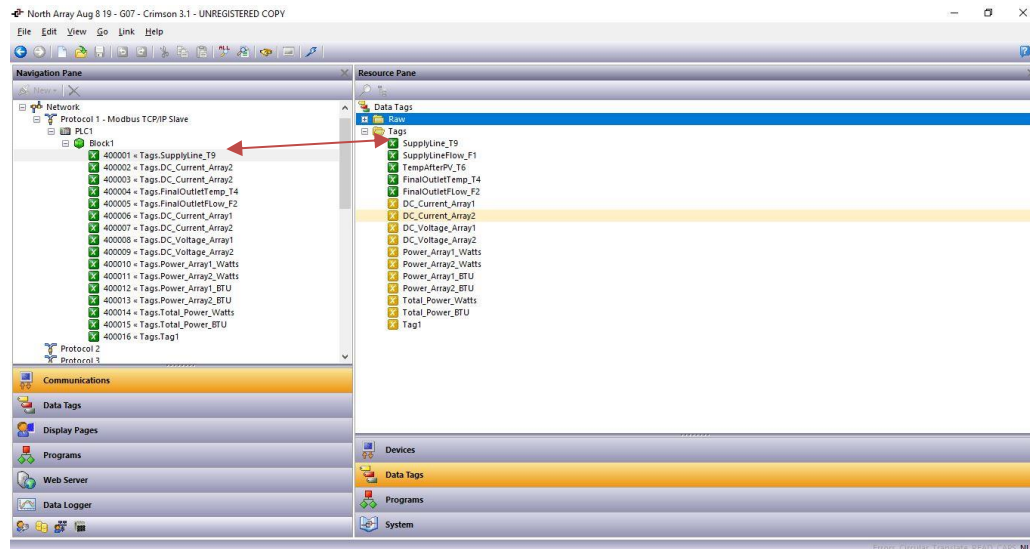 North Array Aug 8 19 - G07 - Crimson 3.1 - UNREGISTERED COPY
File Edit View Go Link Help
Navigation Pane
New
Network
Protocol 1 - Modbus TCP/IP Slave
PLC1
Block1
400001 « Tags.SupplyLine_T9
400002 « Tags.DC_Current_Array2
400003 « Tags.DC_Current_Array2
400004 « Tags.FinalOutletTemp_T4
400005 « Tags.FinalOutletFLow_F2
400006 « Tags.DC_Current_Array1
400007 « Tags.DC_Current_Array2
400008 « Tags.DC_Voltage_Array1
400009 « Tags.DC_Voltage_Array2
400010 « Tags.Power_Array1_Watts
400011 « Tags.Power_Array2_Watts
400012 « Tags.Power_Array1_BTU
400013 « Tags.Power_Array2_BTU
400014 « Tags.Total_Power_Watts
400015 « Tags.Total_Power_BTU
400016 « Tags.Tag1
Protocol 2
Protocol 3
Communications
Data Tags
Display Pages
Programs
Web Server
Data Logger
Resource Pane
Data Tags
Raw
Tags
SupplyLine_T9
SupplyLineFlow_F1
TempAfterPV_T6
FinalOutletTemp_T4
FinalOutletFLow_F2
DC_Current_Array1
DC_Current_Array2
DC_Voltage_Array1
DC_Voltage_Array2
Power_Array1_Watts
Power_Array2_Watts
Power_Array1_BTU
Power_Array2_BTU
Total_Power_Watts
Total_Power_BTU
Tag1
Devices
Data Tags
Programs
System